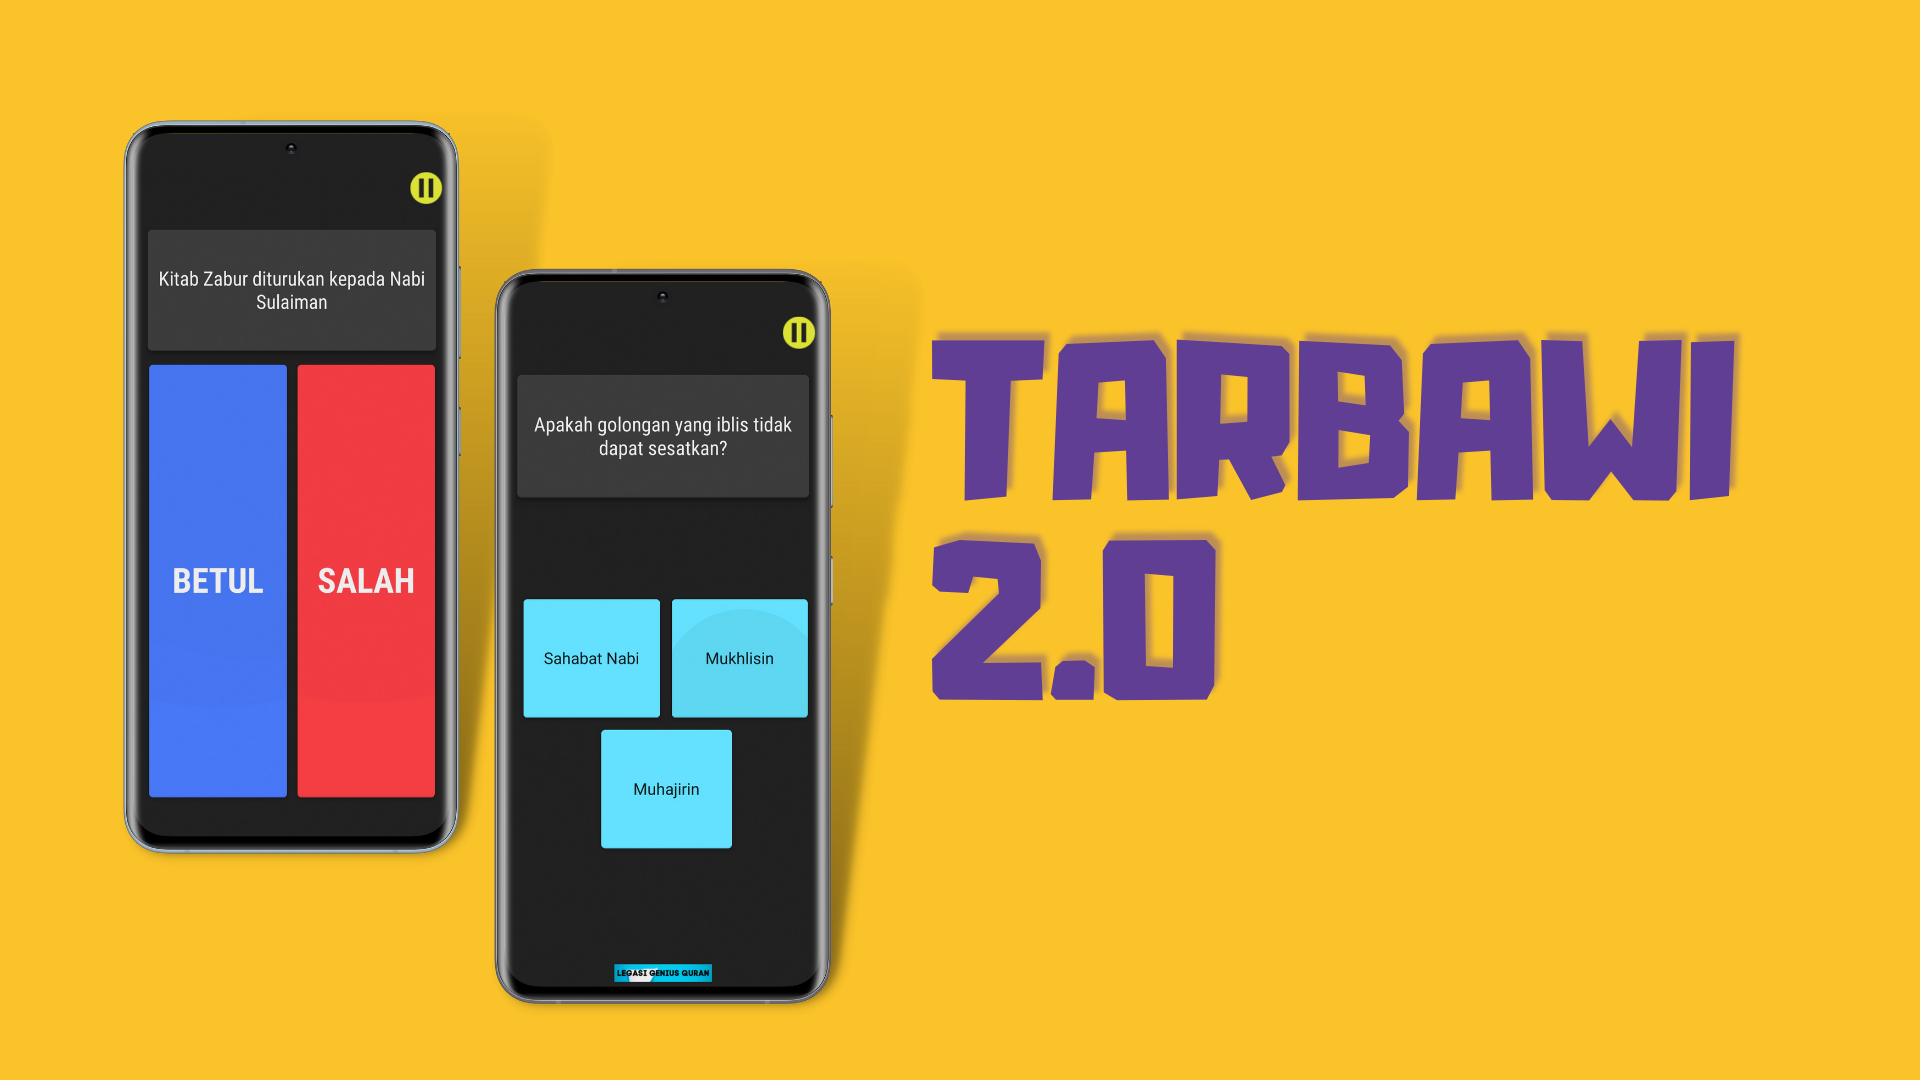 Kitab Zabur diturukan kepada Nabi
Sulaiman
BETUL
SALAH
Apakah golongan yang iblis tidak
dapat sesatkan?
Sahabat Nabi
Mukhlisin
Muhajirin
LEGASI GENIUS QURAN
TARBAWI
2.0